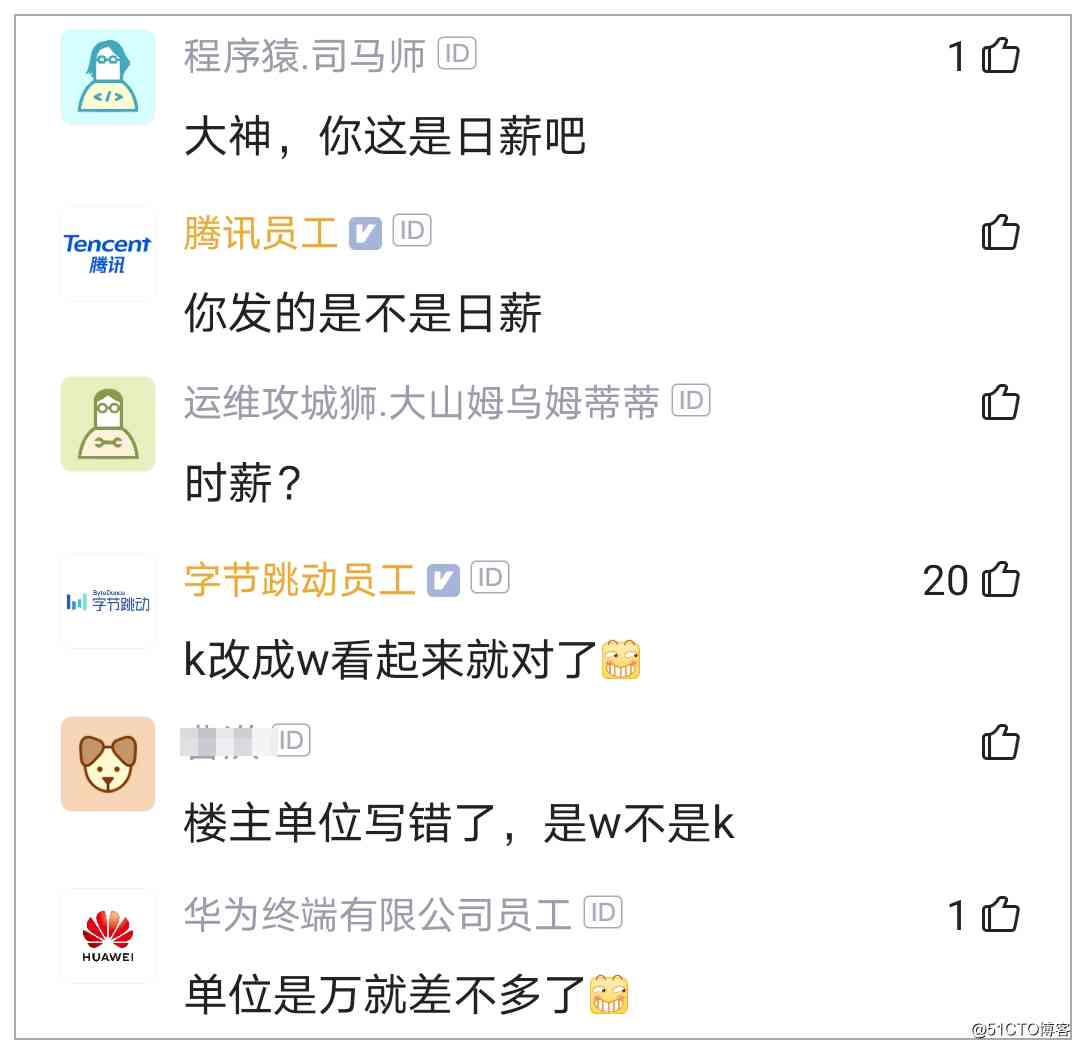 程序猿.司马师 ID
1
大神，你这是日薪吧
Tencent
腾讯
腾讯员工 V ID
你发的是不是日薪
运维攻城狮.大山姆乌姆蒂蒂 ID
时薪？
ByteDance
字节跳动
字节跳动员工 V ID
20
k改成w看起来就对了
ID
楼主单位写错了，是w不是k
HUAWEI
华为终端有限公司员工 ID
1
单位是万就差不多了
@51CTO博客